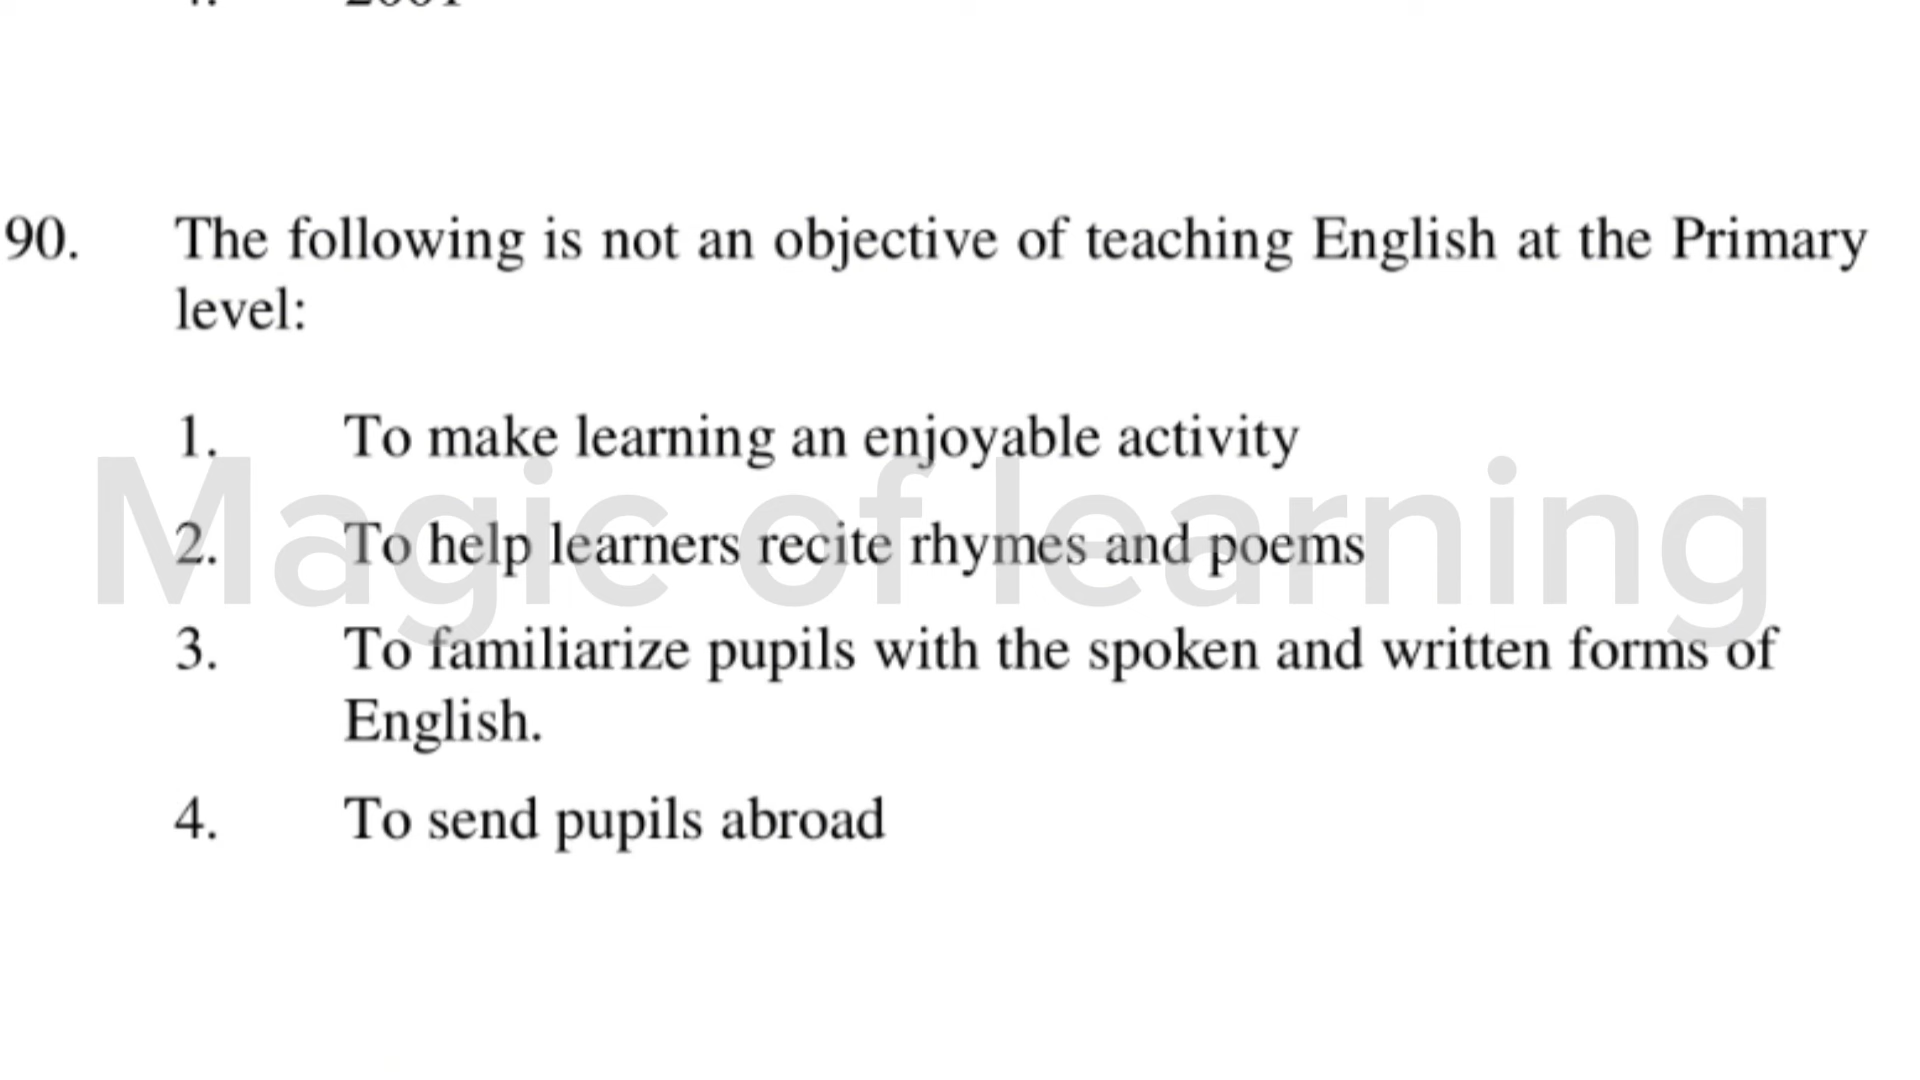 90. The following is not an objective of teaching English at the Primary
level:
1. To make learning an enjoyable activity
Magic of learning
2. To help learners recite rhymes and poems
3. To familiarize pupils with the spoken and written forms of
English.
4. To send pupils abroad